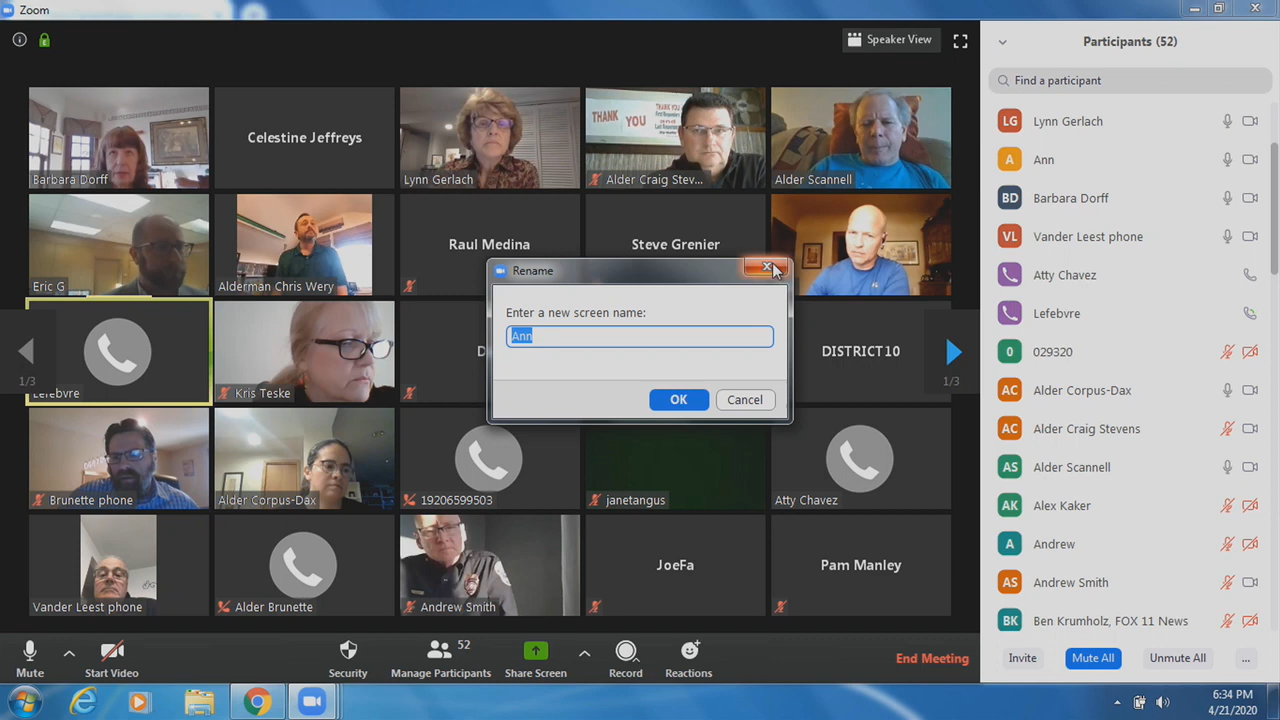 Zoom
Speaker View
Participants (52)
Find a participant
THANK YOU
Barbara Dorff
Celestine Jeffreys
Lynn Gerlach
Alder Craig Stev...
Alder Scannell
Eric G
Alderman Chris Wery
Raul Medina
Steve Grenier
Rename
Enter a new screen name:
Ann
OK
Cancel
1/3
Lefebvre
Kris Teske
D
DISTRICT 10
1/3
Brunette phone
Alder Corpus-Dax
19206599503
janetangus
Atty Chavez
Vander Leest phone
Alder Brunette
Andrew Smith
JoeFa
Pam Manley
LG Lynn Gerlach
A Ann
BD Barbara Dorff
VL Vander Leest phone
AC Atty Chavez
L Lefebvre
0 029320
AC Alder Corpus-Dax
AC Alder Craig Stevens
AS Alder Scannell
AK Alex Kaker
A Andrew
AS Andrew Smith
BK Ben Krumholz, FOX 11 News
Invite
Mute All
Unmute All
...
Mute
Start Video
Security
52
Manage Participants
Share Screen
Record
Reactions
End Meeting
6:34 PM
4/21/2020